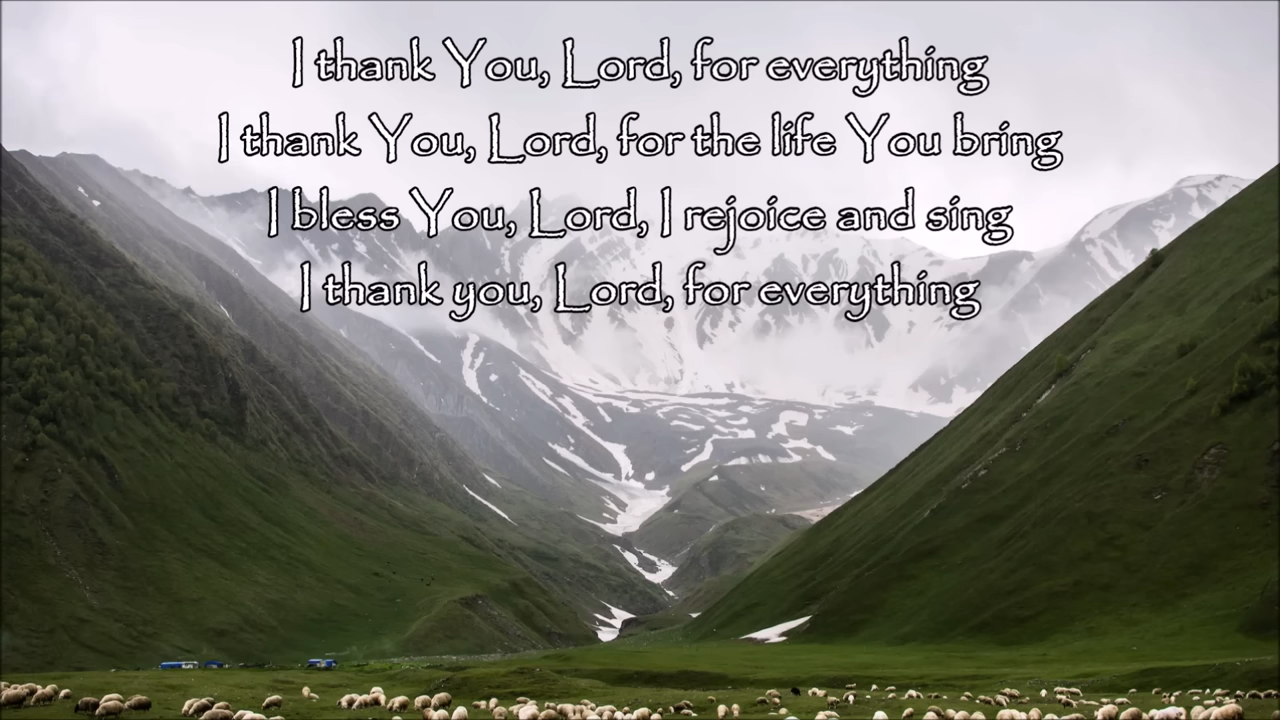 I thank You, Lord, for everything
I thank You, Lord, for the life You bring
I bless You, Lord, I rejoice and sing
I thank you, Lord, for everything